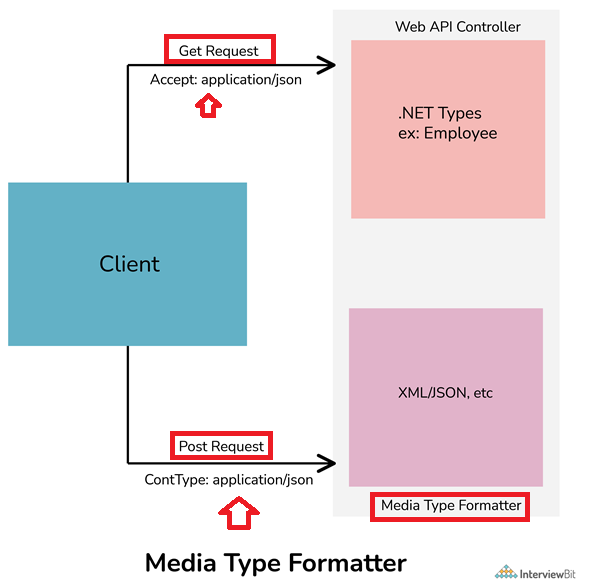 Web API Controller
Get Request
Accept: application/json
.NET Types
ex: Employee
Client
XML/JSON, etc
Post Request
ContType: application/json
Media Type Formatter
Media Type Formatter
InterviewBit